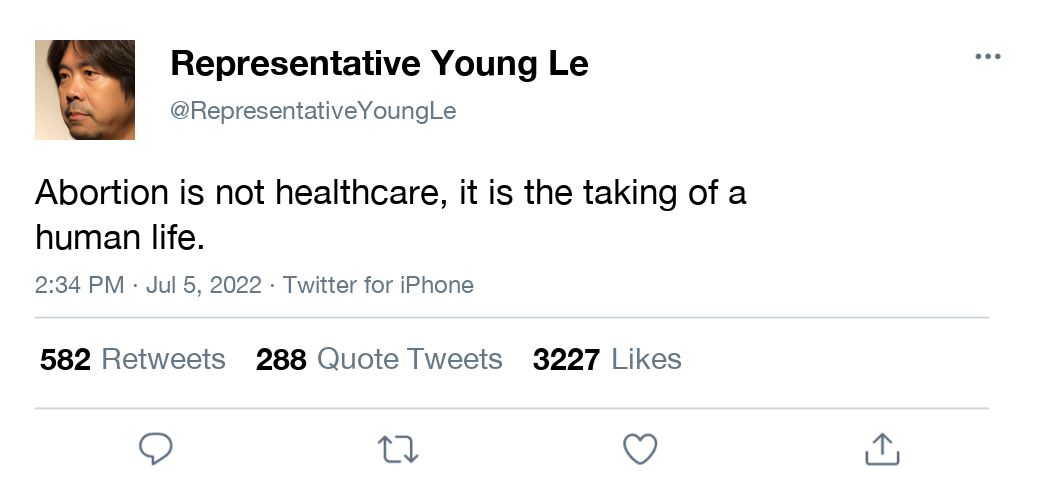 Representative Young Le
@RepresentativeYoungLe
Abortion is not healthcare, it is the taking of a
human life.
2:34 PM · Jul 5, 2022 · Twitter for iPhone
582 Retweets 288 Quote Tweets 3227 Likes